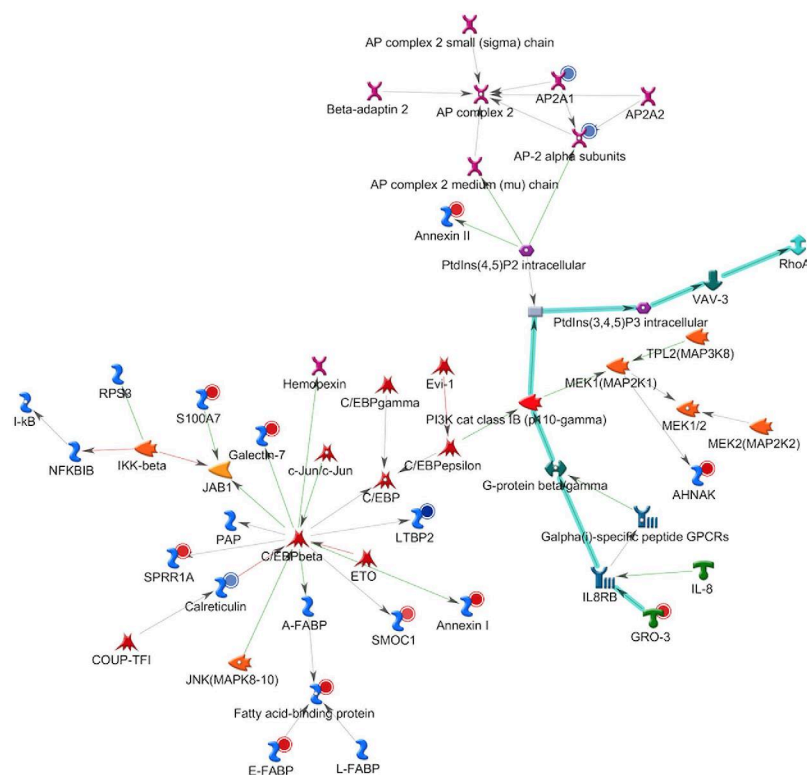 AP complex 2 small (sigma) chain
Beta-adaptin 2
AP complex 2
AP2A1
AP2A2
AP-2 alpha subunits
AP complex 2 medium (mu) chain
Annexin II
PtdIns(4,5)P2 intracellular
RhoA
VAV-3
PtdIns(3,4,5)P3 intracellular
TPL2(MAP3K8)
MEK1(MAP2K1)
Hemopexin
Evi-1
RPS3
C/EBPgamma
I-kB
S100A7
PI3K cat class IB (p110-gamma)
MEK1/2
MEK2(MAP2K2)
Galectin-7
c-Jun/c-Jun
C/EBPepsilon
NFKBIB
IKK-beta
JAB1
C/EBP
G-protein beta/gamma
AHNAK
PAP
LTBP2
Galpha(i)-specific peptide GPCRs
C/EBPbeta
SPRR1A
ETO
Calreticulin
IL8RB
IL-8
A-FABP
SMOC1
Annexin I
GRO-3
COUP-TFI
JNK(MAPK8-10)
Fatty acid-binding protein
E-FABP
L-FABP